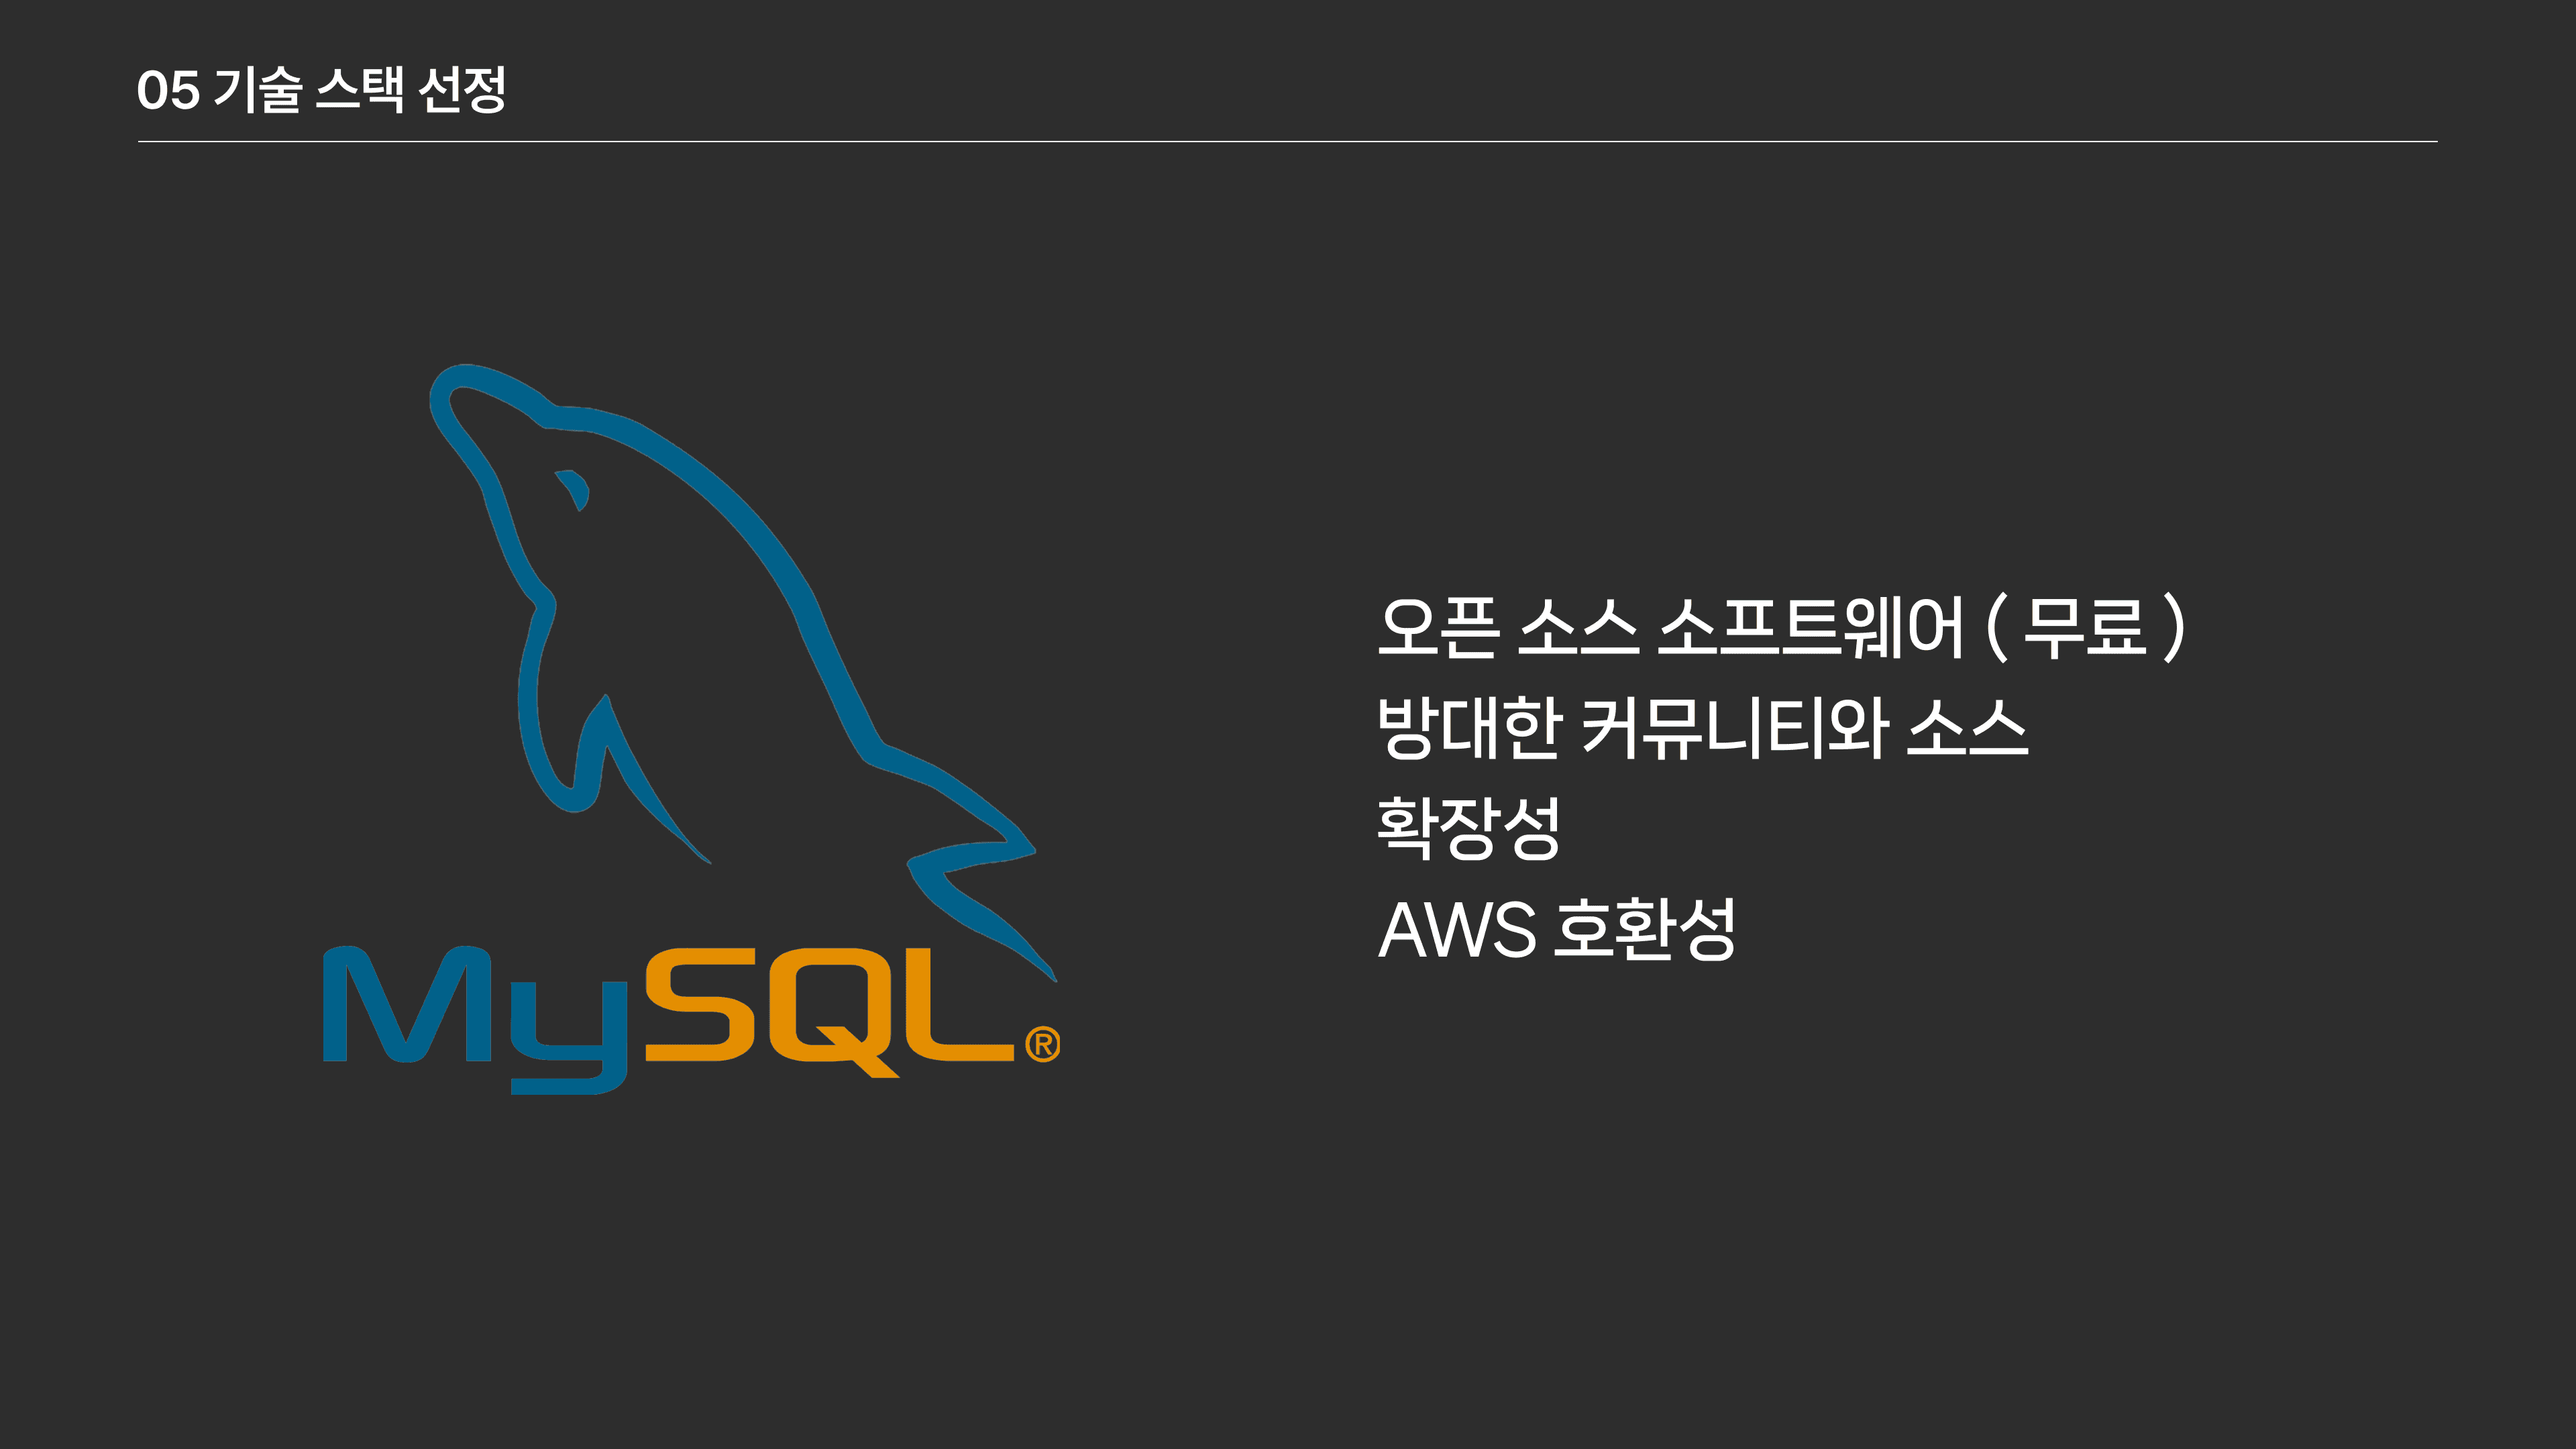 05 기술 스택 선정
MySQL®
오픈 소스 소프트웨어 ( 무료 )
방대한 커뮤니티와 소스
확장성
AWS 호환성